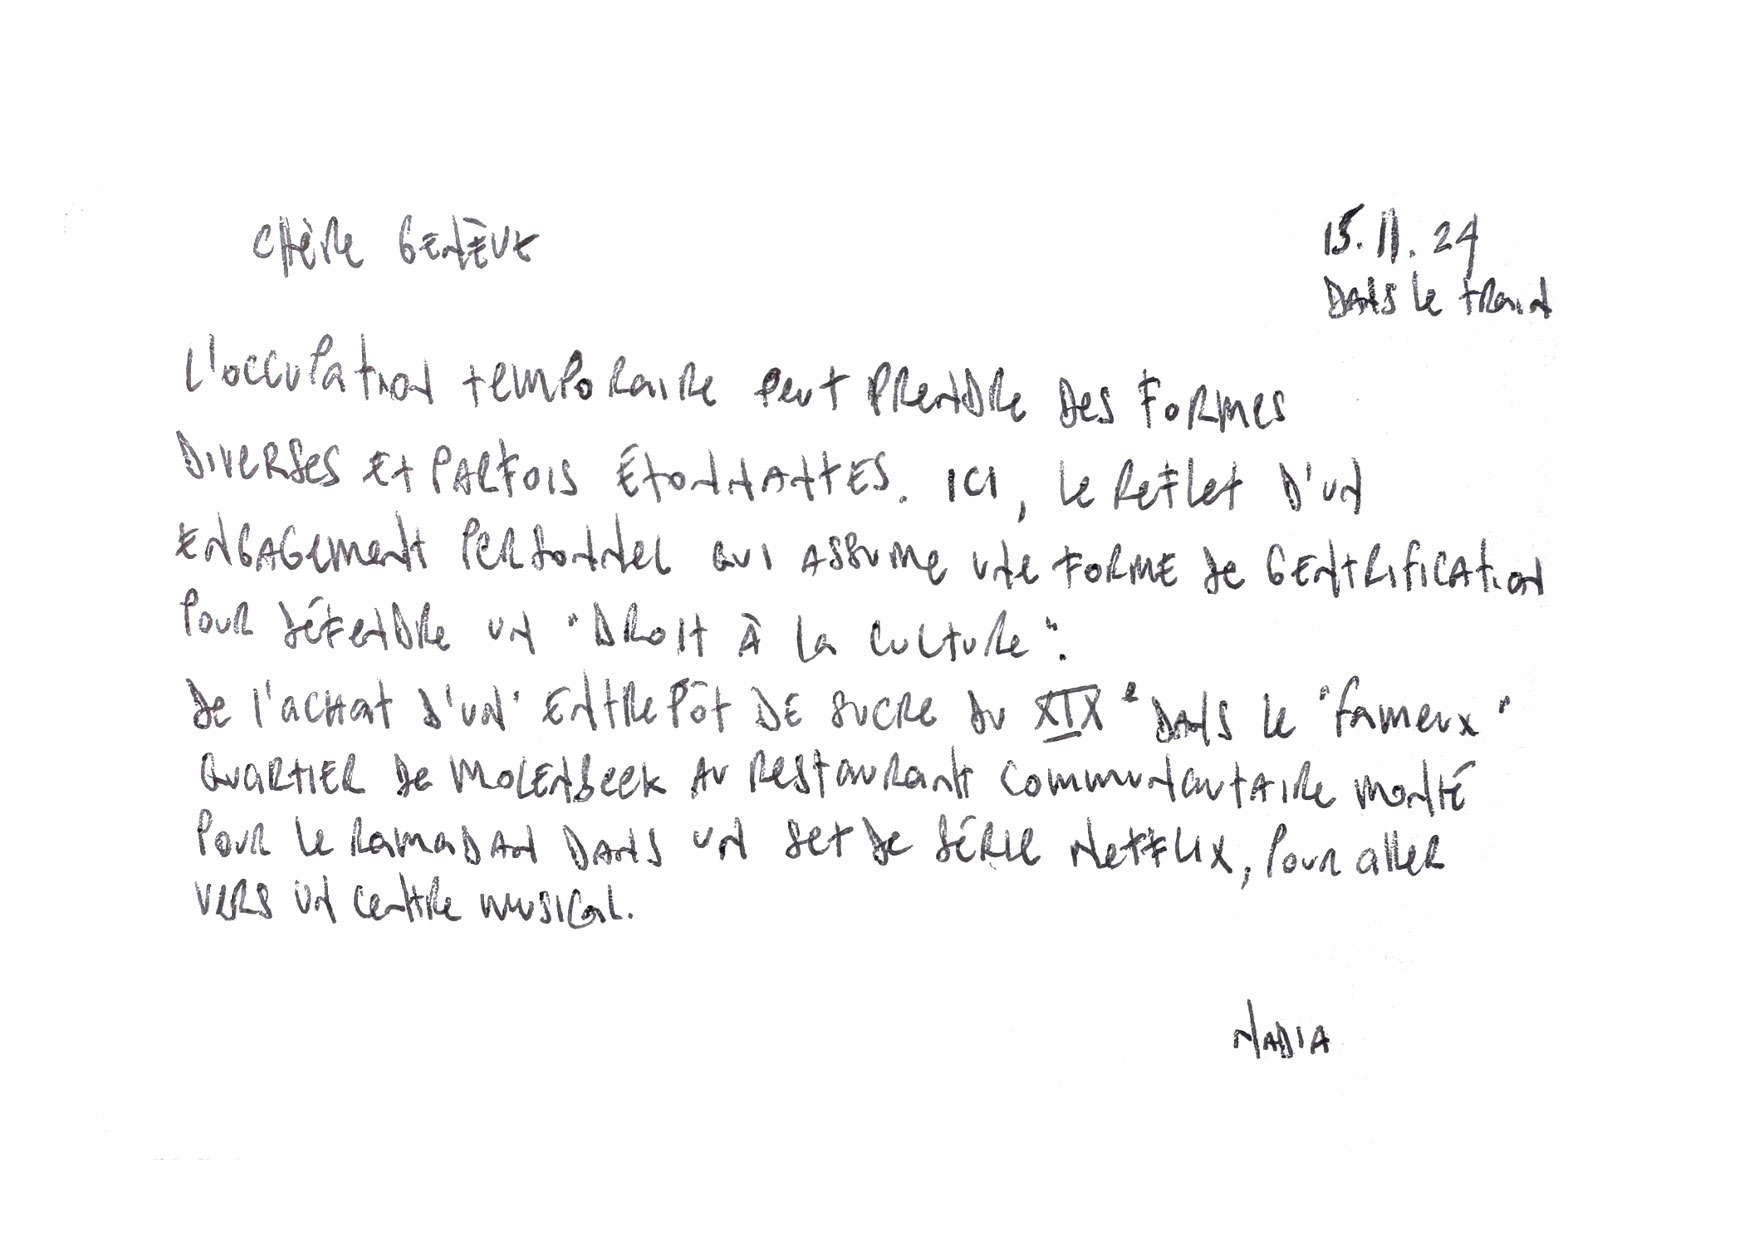 Chère Genève
15.11.24
Dans le train
L'occupation temporaire peut prendre des formes
diverses et parfois étonnantes. Ici, le reflet d'un
engagement personnel qui assume une forme de gentrification
pour défendre un "droit à la culture".
De l'achat d'un entrepôt de sucre du XIXe dans le "fameux"
quartier de Molenbeek au restaurant communautaire monté
pour le Ramadan dans un set de série Netflix, pour aller
vers un centre musical.
Nadia